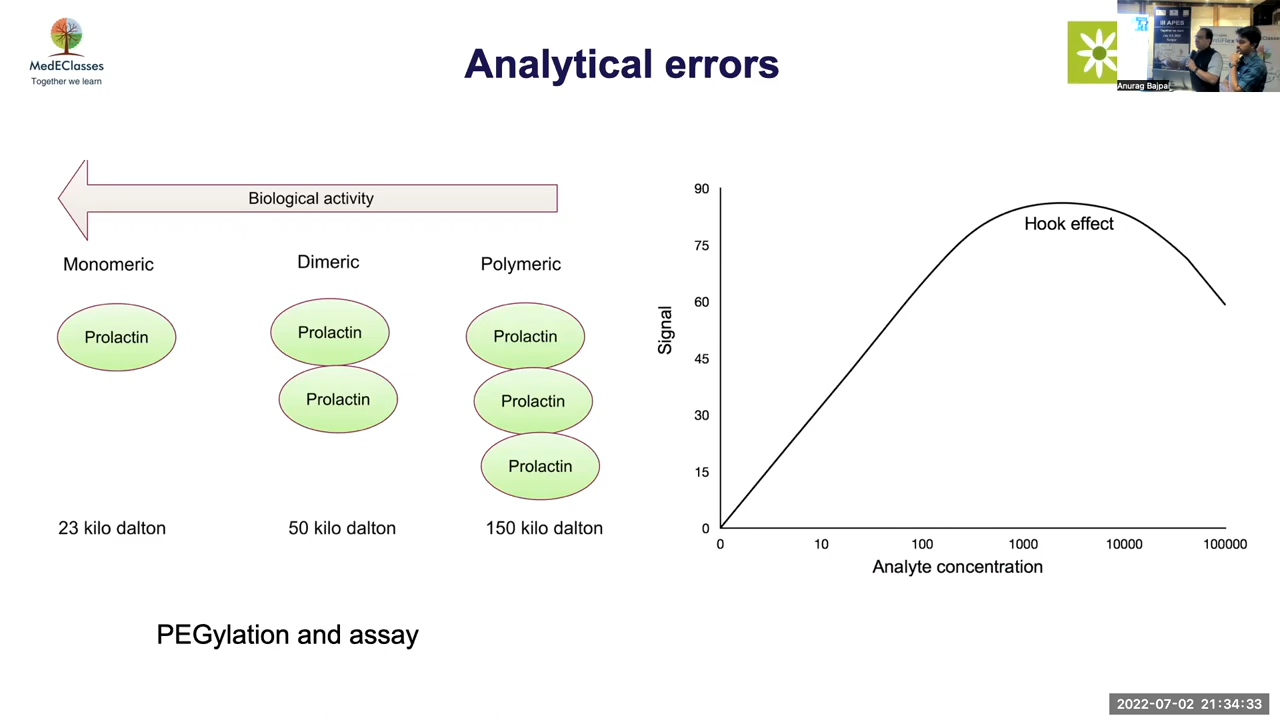 MedEClasses
Together we learn
Analytical errors
III APES
Anurag Bajpai
Biological activity
Monomeric
Dimeric
Polymeric
Prolactin
Prolactin
Prolactin
Prolactin
Prolactin
Prolactin
23 kilo dalton
50 kilo dalton
150 kilo dalton
PEGylation and assay
Hook effect
Signal
90
75
60
45
30
15
0
0 10 100 1000 10000 100000
Analyte concentration
2022-07-02 21:34:33